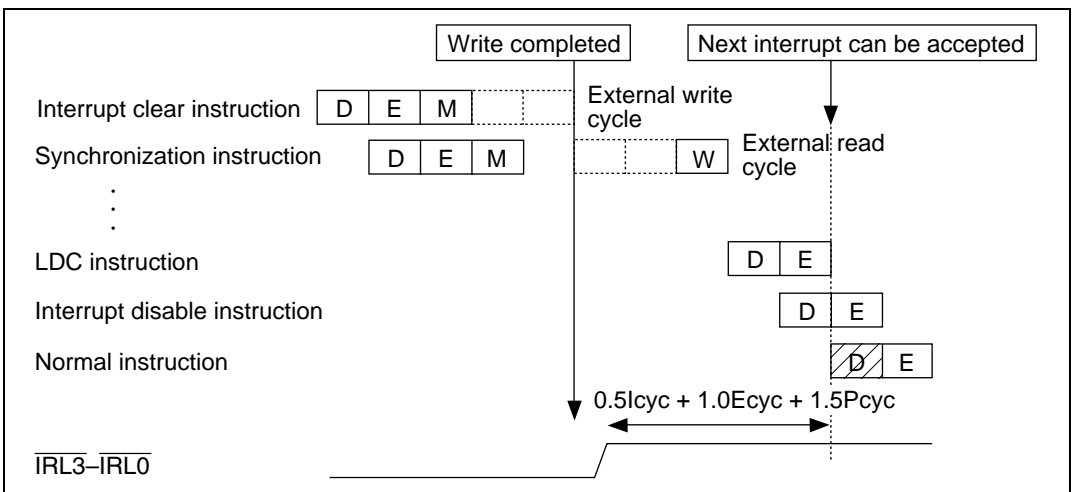 Write completed
Next interrupt can be accepted
Interrupt clear instruction
D E M
External write
cycle
Synchronization instruction
D E M
W
External read
cycle
.
.
.
LDC instruction
D E
Interrupt disable instruction
D E
Normal instruction
D E
0.5Icyc + 1.0Ecyc + 1.5Pcyc
IRL3–IRL0